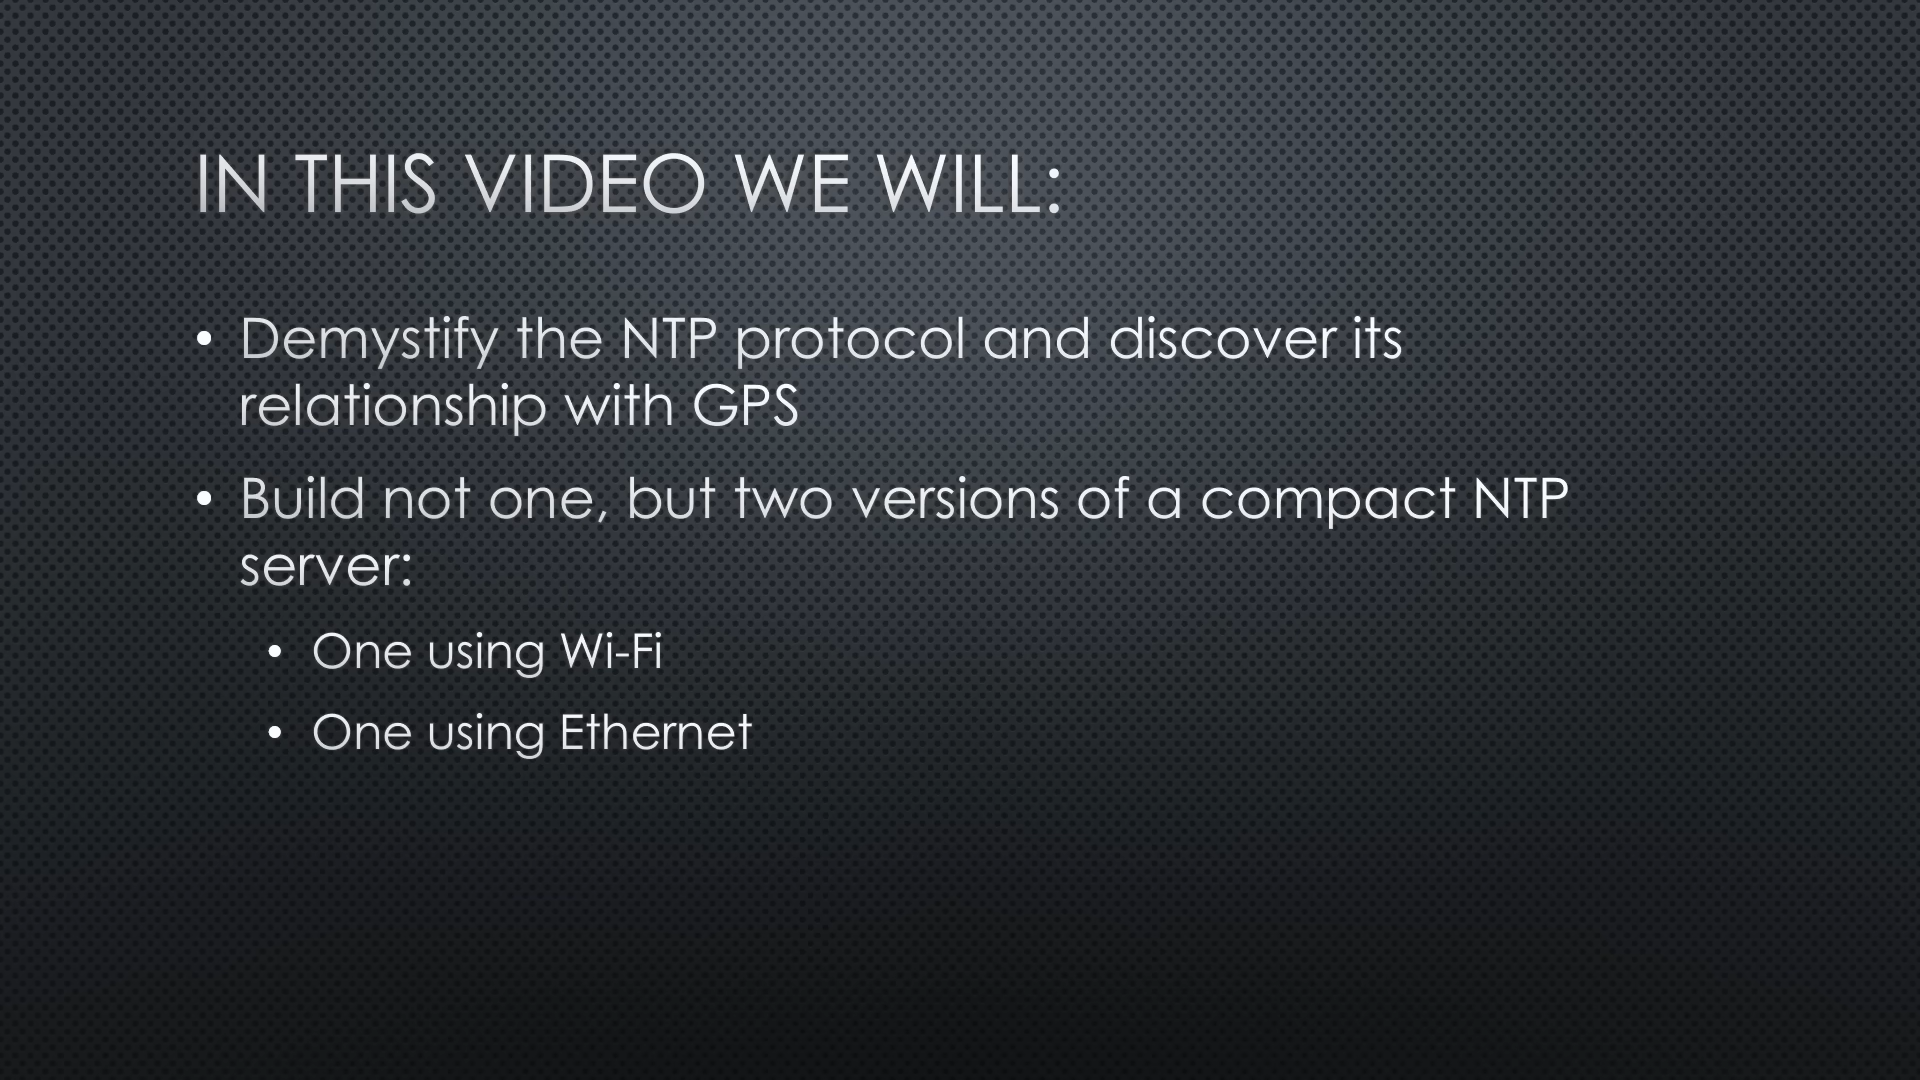 IN THIS VIDEO WE WILL:
• Demystify the NTP protocol and discover its
relationship with GPS
• Build not one, but two versions of a compact NTP
server:
• One using Wi-Fi
• One using Ethernet